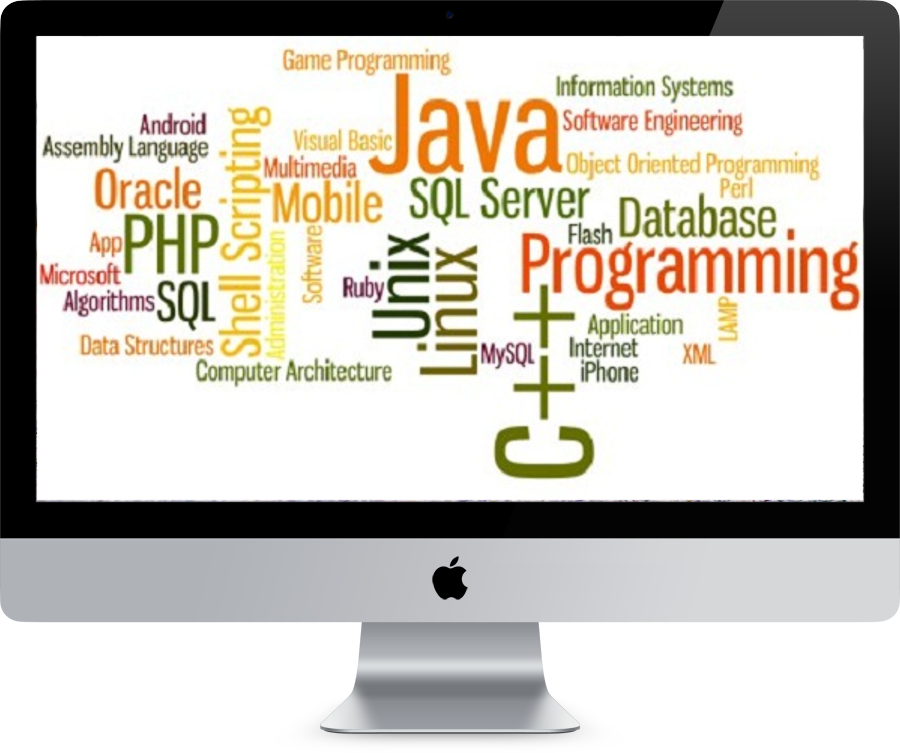 Game Programming
Java
Information Systems
Software Engineering
Android
Assembly Language
Shell Scripting
Visual Basic
Multimedia
Object Oriented Programming
Perl
Oracle
Mobile
SQL Server
Database
PHP
App
Administration
Software
Unix
Linux
Flash
Programming
Microsoft
Algorithms
SQL
Ruby
C++
Application
LAMP
Data Structures
MySQL
Internet
XML
Computer Architecture
iPhone